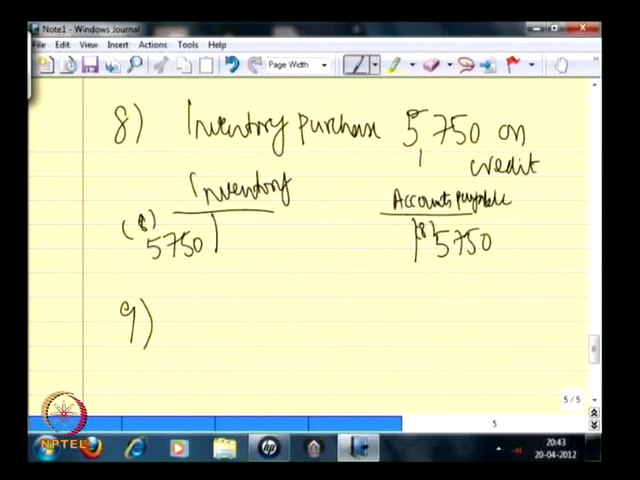 Note1 - Windows Journal
File Edit View Insert Actions Tools Help
Page Width
8) Inventory purchase 5,750 on
credit
Inventory Accounts payable
(8) 5750 (8) 5750
9)
5 / 5
5
NPTEL
20:43
20-04-2012